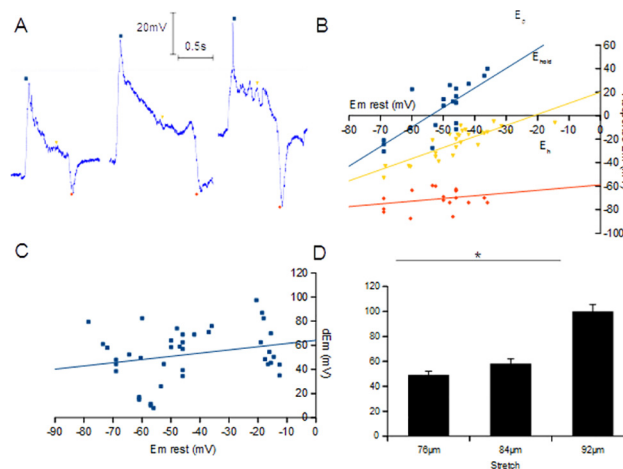 A
20mV
0.5s
B
E
E hold
Em rest (mV)
-80 -70 -60 -50 -40 -30 -20 -10 0
60
40
20
0
-20
-40
-60
-80
-100
E h
C
120
100
80
60
40
20
0
dEm (mV)
-90 -80 -70 -60 -50 -40 -30 -20 -10 0
Em rest (mV)
D
*
120
100
80
60
40
20
0
76µm 84µm 92µm
Stretch